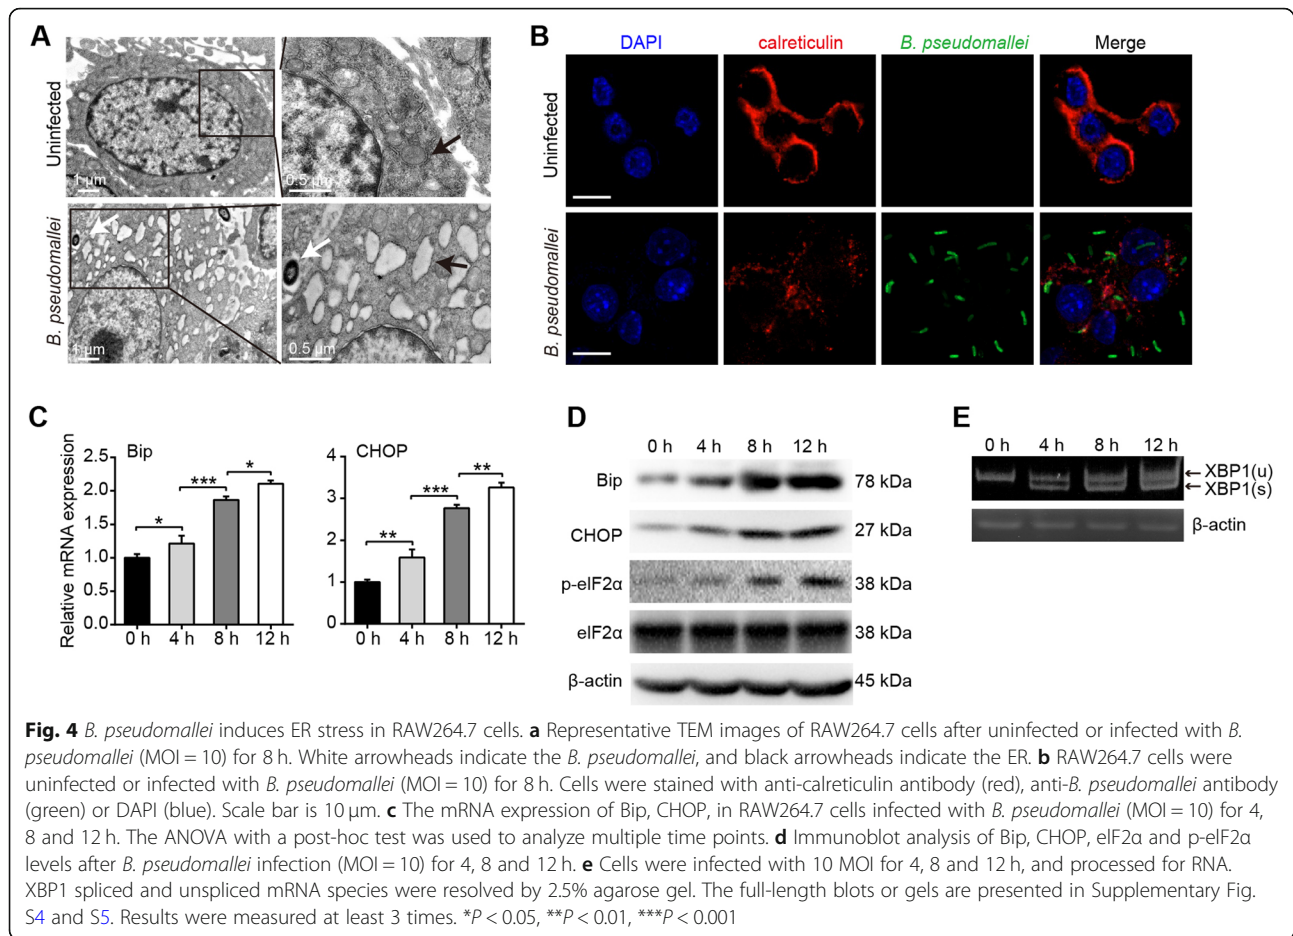 A
Uninfected
1 µm
0.5 µm
B. pseudomallei
1 µm
0.5 µm
B
DAPI
calreticulin
B. pseudomallei
Merge
Uninfected
B. pseudomallei
C
Relative mRNA expression
Bip
2.5
2.0
1.5
1.0
0.5
0.0
*
***
*
0 h 4 h 8 h 12 h
CHOP
4
3
2
1
0
**
***
**
0 h 4 h 8 h 12 h
D
0 h 4 h 8 h 12 h
Bip 78 kDa
CHOP 27 kDa
p-eIF2α 38 kDa
eIF2α 38 kDa
β-actin 45 kDa
E
0 h 4 h 8 h 12 h
←XBP1(u)
←XBP1(s)
β-actin
Fig. 4 B. pseudomallei induces ER stress in RAW264.7 cells. a Representative TEM images of RAW264.7 cells after uninfected or infected with B.
pseudomallei (MOI = 10) for 8 h. White arrowheads indicate the B. pseudomallei, and black arrowheads indicate the ER. b RAW264.7 cells were
uninfected or infected with B. pseudomallei (MOI = 10) for 8 h. Cells were stained with anti-calreticulin antibody (red), anti-B. pseudomallei antibody
(green) or DAPI (blue). Scale bar is 10 μm. c The mRNA expression of Bip, CHOP, in RAW264.7 cells infected with B. pseudomallei (MOI = 10) for 4,
8 and 12 h. The ANOVA with a post-hoc test was used to analyze multiple time points. d Immunoblot analysis of Bip, CHOP, eIF2α and p-eIF2α
levels after B. pseudomallei infection (MOI = 10) for 4, 8 and 12 h. e Cells were infected with 10 MOI for 4, 8 and 12 h, and processed for RNA.
XBP1 spliced and unspliced mRNA species were resolved by 2.5% agarose gel. The full-length blots or gels are presented in Supplementary Fig.
S4 and S5. Results were measured at least 3 times. *P < 0.05, **P < 0.01, ***P < 0.001